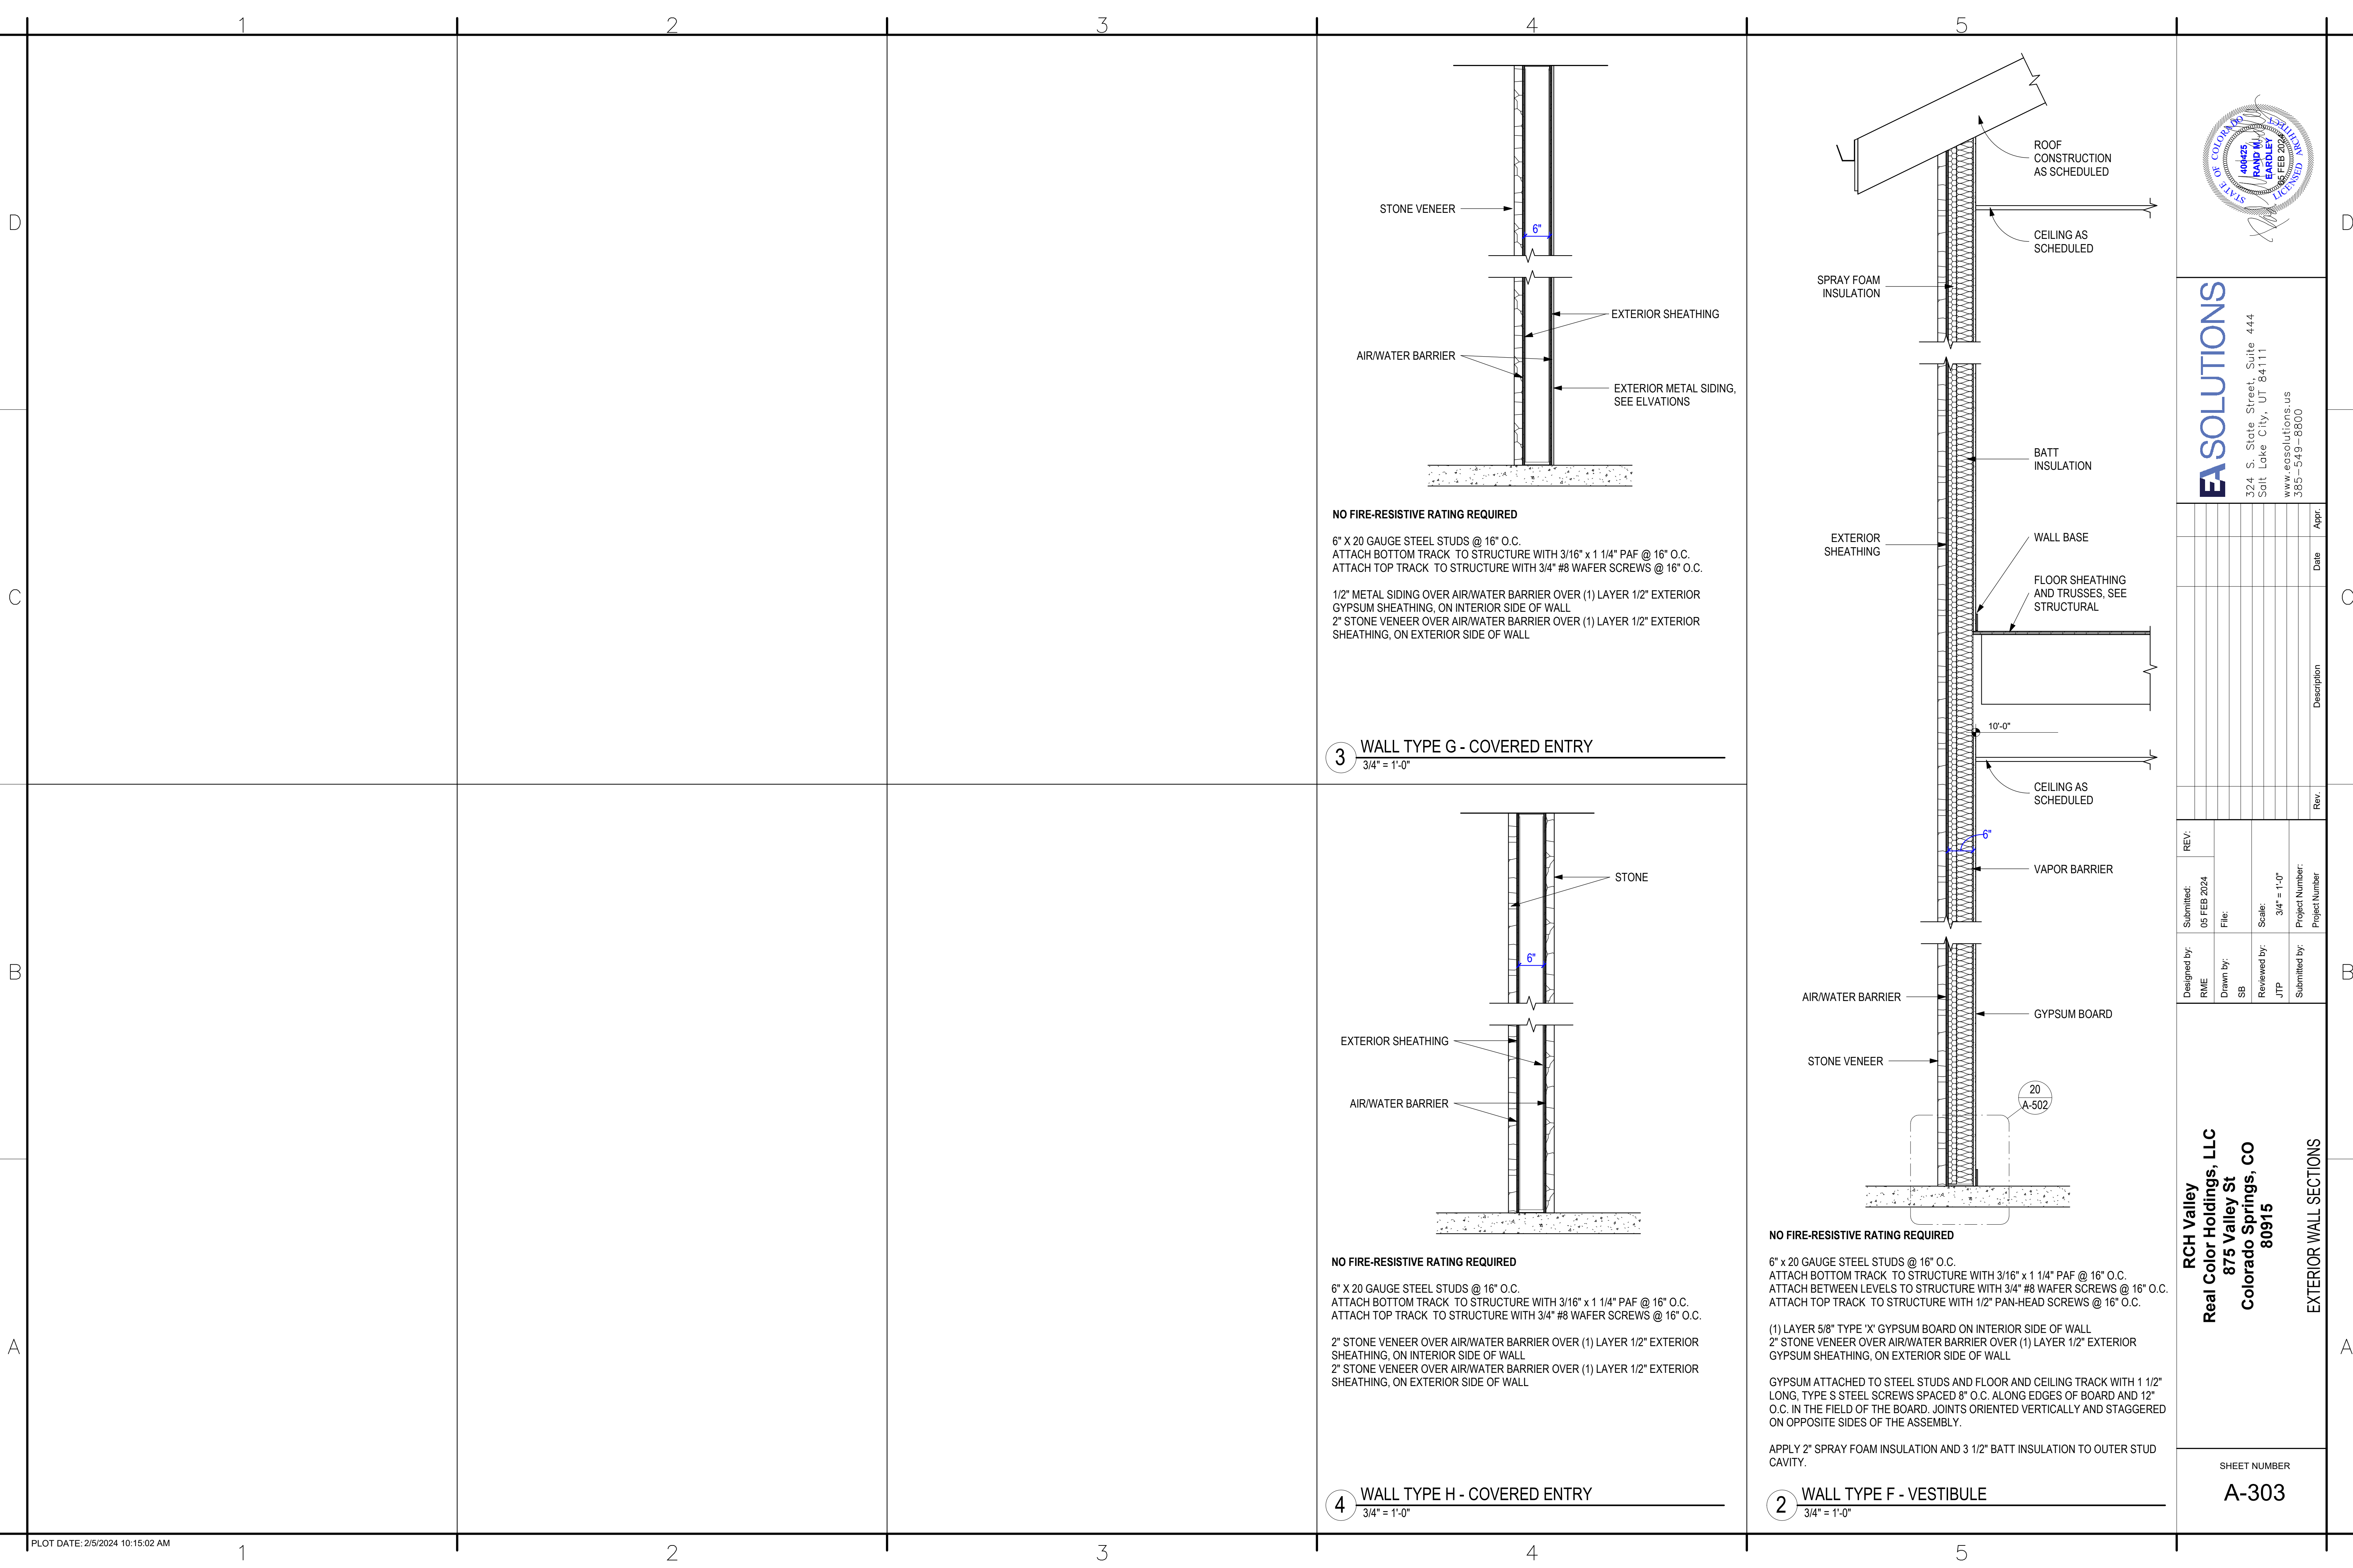 1
2
3
4
5
D
C
B
A
STONE VENEER
6"
EXTERIOR SHEATHING
AIR/WATER BARRIER
EXTERIOR METAL SIDING,
SEE ELVATIONS
NO FIRE-RESISTIVE RATING REQUIRED
6" X 20 GAUGE STEEL STUDS @ 16" O.C.
ATTACH BOTTOM TRACK TO STRUCTURE WITH 3/16" x 1 1/4" PAF @ 16" O.C.
ATTACH TOP TRACK TO STRUCTURE WITH 3/4" #8 WAFER SCREWS @ 16" O.C.
1/2" METAL SIDING OVER AIR/WATER BARRIER OVER (1) LAYER 1/2" EXTERIOR
GYPSUM SHEATHING, ON INTERIOR SIDE OF WALL
2" STONE VENEER OVER AIR/WATER BARRIER OVER (1) LAYER 1/2" EXTERIOR
SHEATHING, ON EXTERIOR SIDE OF WALL
3
WALL TYPE G - COVERED ENTRY
3/4" = 1'-0"
STONE
6"
EXTERIOR SHEATHING
AIR/WATER BARRIER
NO FIRE-RESISTIVE RATING REQUIRED
6" X 20 GAUGE STEEL STUDS @ 16" O.C.
ATTACH BOTTOM TRACK TO STRUCTURE WITH 3/16" x 1 1/4" PAF @ 16" O.C.
ATTACH TOP TRACK TO STRUCTURE WITH 3/4" #8 WAFER SCREWS @ 16" O.C.
2" STONE VENEER OVER AIR/WATER BARRIER OVER (1) LAYER 1/2" EXTERIOR
SHEATHING, ON INTERIOR SIDE OF WALL
2" STONE VENEER OVER AIR/WATER BARRIER OVER (1) LAYER 1/2" EXTERIOR
SHEATHING, ON EXTERIOR SIDE OF WALL
4
WALL TYPE H - COVERED ENTRY
3/4" = 1'-0"
ROOF
CONSTRUCTION
AS SCHEDULED
CEILING AS
SCHEDULED
SPRAY FOAM
INSULATION
BATT
INSULATION
EXTERIOR
SHEATHING
WALL BASE
FLOOR SHEATHING
AND TRUSSES, SEE
STRUCTURAL
10'-0"
CEILING AS
SCHEDULED
6"
VAPOR BARRIER
AIR/WATER BARRIER
GYPSUM BOARD
STONE VENEER
20
A-502
NO FIRE-RESISTIVE RATING REQUIRED
6" x 20 GAUGE STEEL STUDS @ 16" O.C.
ATTACH BOTTOM TRACK TO STRUCTURE WITH 3/16" x 1 1/4" PAF @ 16" O.C.
ATTACH BETWEEN LEVELS TO STRUCTURE WITH 3/4" #8 WAFER SCREWS @ 16" O.C.
ATTACH TOP TRACK TO STRUCTURE WITH 1/2" PAN-HEAD SCREWS @ 16" O.C.
(1) LAYER 5/8" TYPE 'X' GYPSUM BOARD ON INTERIOR SIDE OF WALL
2" STONE VENEER OVER AIR/WATER BARRIER OVER (1) LAYER 1/2" EXTERIOR
GYPSUM SHEATHING, ON EXTERIOR SIDE OF WALL
GYPSUM ATTACHED TO STEEL STUDS AND FLOOR AND CEILING TRACK WITH 1 1/2"
LONG, TYPE S STEEL SCREWS SPACED 8" O.C. ALONG EDGES OF BOARD AND 12"
O.C. IN THE FIELD OF THE BOARD. JOINTS ORIENTED VERTICALLY AND STAGGERED
ON OPPOSITE SIDES OF THE ASSEMBLY.
APPLY 2" SPRAY FOAM INSULATION AND 3 1/2" BATT INSULATION TO OUTER STUD
CAVITY.
2
WALL TYPE F - VESTIBULE
3/4" = 1'-0"
STATE OF COLORADO
400425
RAND M.
EARDLEY
05 FEB 2024
LICENSED ARCHITECT
EA SOLUTIONS
324 S. State Street, Suite 444
Salt Lake City, UT 84111
www.easolutions.us
385-549-8800
Rev.
Description
Date
Appr.
Designed by:
RME
Submitted:
05 FEB 2024
REV:
Drawn by:
SB
File:
Reviewed by:
JTP
Scale:
3/4" = 1'-0"
Submitted by:
Project Number:
Project Number
RCH Valley
Real Color Holdings, LLC
875 Valley St
Colorado Springs, CO
80915
EXTERIOR WALL SECTIONS
SHEET NUMBER
A-303
D
C
B
A
PLOT DATE: 2/5/2024 10:15:02 AM
1
2
3
4
5